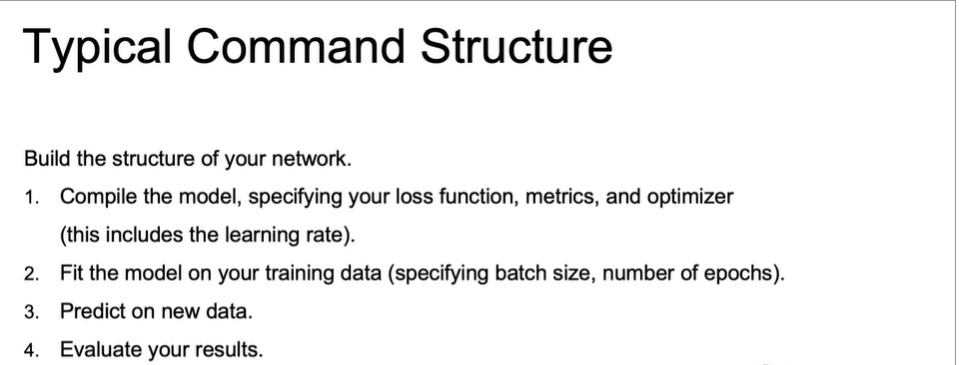 Typical Command Structure
Build the structure of your network.
1. Compile the model, specifying your loss function, metrics, and optimizer
(this includes the learning rate).
2. Fit the model on your training data (specifying batch size, number of epochs).
3. Predict on new data.
4. Evaluate your results.